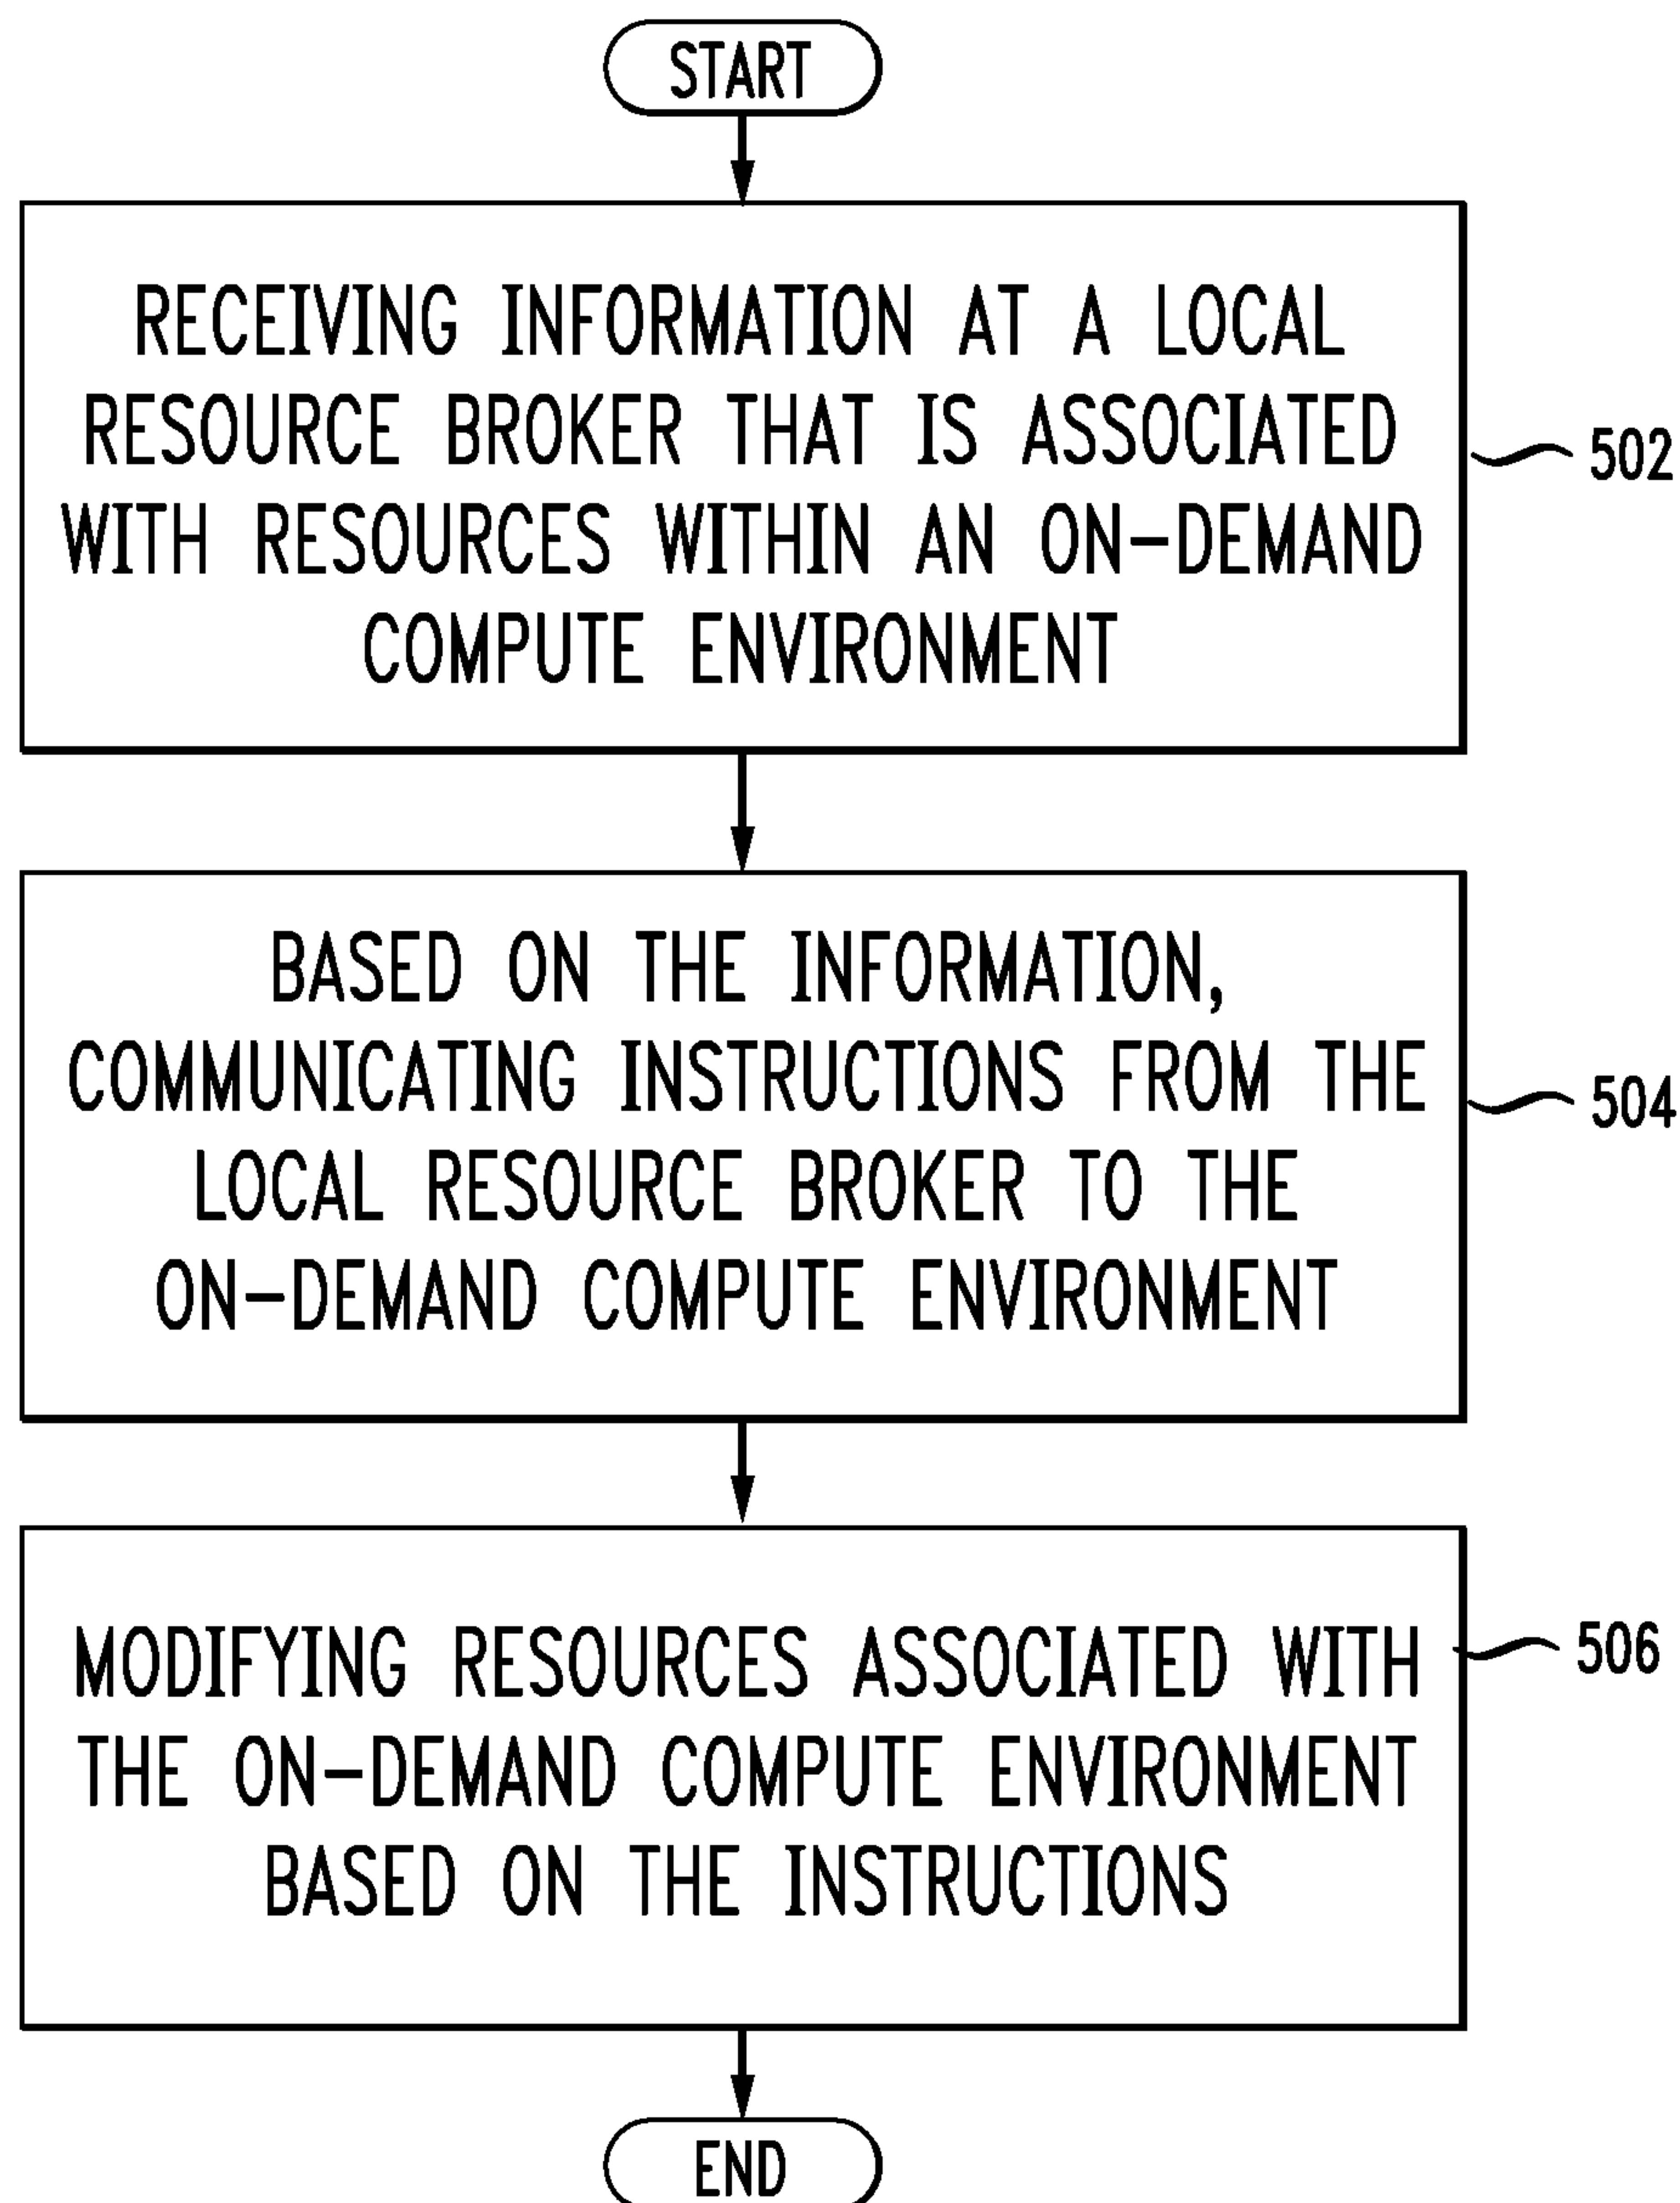 START
RECEIVING INFORMATION AT A LOCAL
RESOURCE BROKER THAT IS ASSOCIATED
WITH RESOURCES WITHIN AN ON-DEMAND
COMPUTE ENVIRONMENT
502
BASED ON THE INFORMATION,
COMMUNICATING INSTRUCTIONS FROM THE
LOCAL RESOURCE BROKER TO THE
ON-DEMAND COMPUTE ENVIRONMENT
504
MODIFYING RESOURCES ASSOCIATED WITH
THE ON-DEMAND COMPUTE ENVIRONMENT
BASED ON THE INSTRUCTIONS
506
END